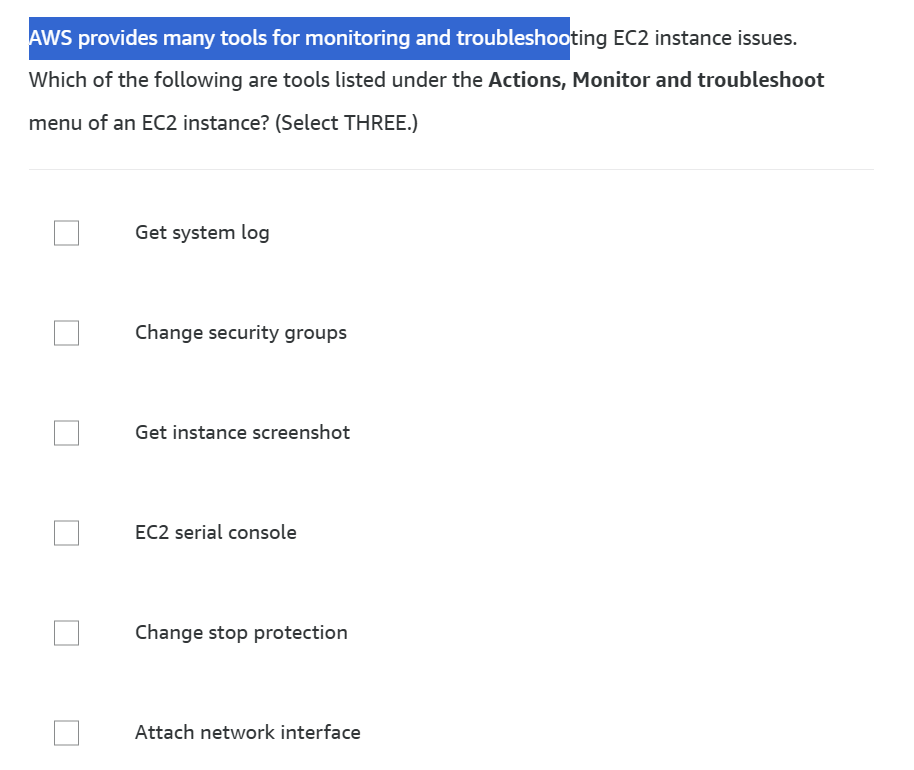 AWS provides many tools for monitoring and troubleshooting EC2 instance issues.
Which of the following are tools listed under the Actions, Monitor and troubleshoot
menu of an EC2 instance? (Select THREE.)
Get system log
Change security groups
Get instance screenshot
EC2 serial console
Change stop protection
Attach network interface